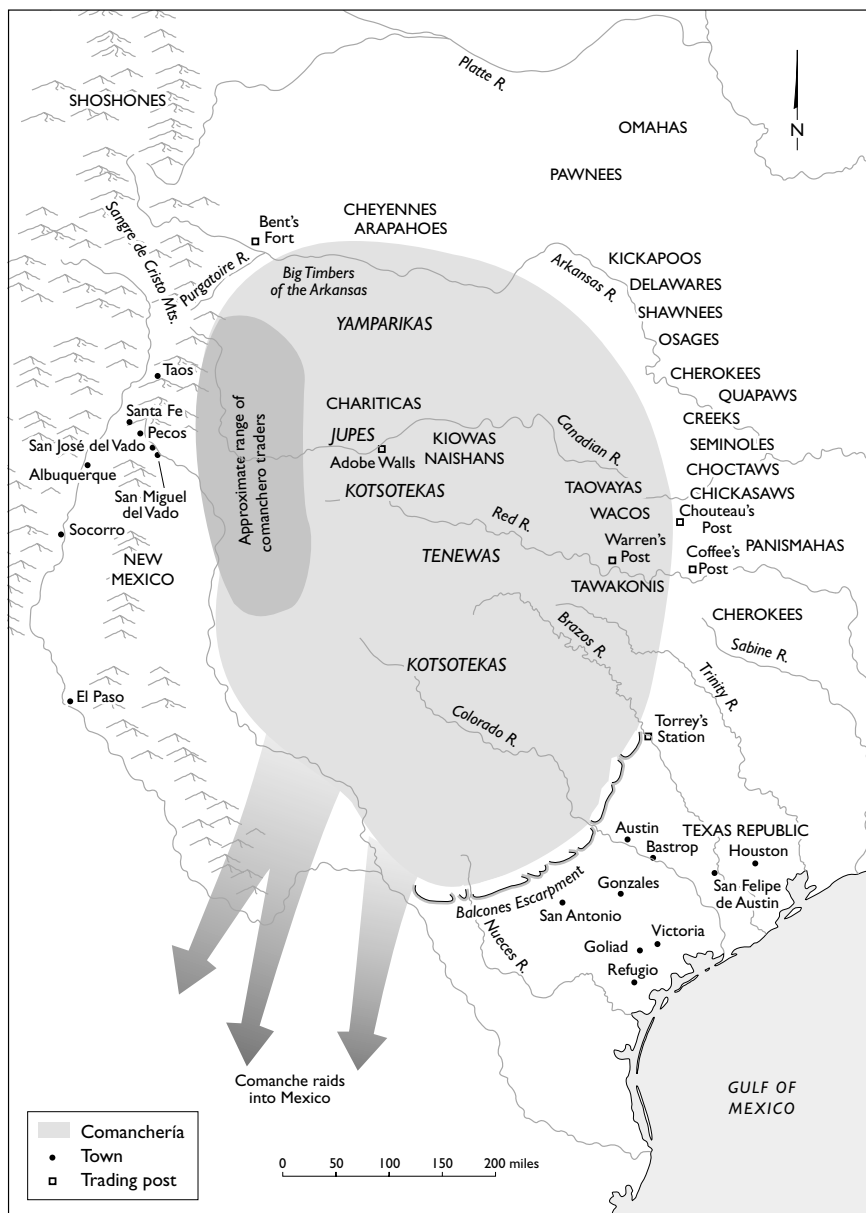 Platte R.
SHOSHONES
OMAHAS
N
PAWNEES
Sangre de Cristo Mts.
Bent's
Fort
CHEYENNES
ARAPAHOES
Purgatoire R.
Big Timbers
of the Arkansas
Arkansas R.
KICKAPOOS
DELAWARES
SHAWNEES
OSAGES
YAMPARIKAS
Taos
CHEROKEES
QUAPAWS
CREEKS
SEMINOLES
CHOCTAWS
CHICKASAWS
Approximate range of
comanchero traders
CHARITICAS
JUPES
Adobe Walls
KIOWAS
NAISHANS
Canadian R.
Santa Fe
Pecos
San José del Vado
Albuquerque
San Miguel
del Vado
KOTSOTEKAS
TAOVAYAS
WACOS
Chouteau's
Post
Red R.
Warren's
Post
Coffee's
Post
PANISMAHAS
Socorro
NEW
MEXICO
TENEWAS
TAWAKONIS
Brazos R.
CHEROKEES
Sabine R.
Trinity R.
KOTSOTEKAS
El Paso
Colorado R.
Torrey's
Station
Austin
Bastrop
TEXAS REPUBLIC
Houston
San Felipe
de Austin
Balcones Escarpment
Gonzales
San Antonio
Nueces R.
Victoria
Goliad
Refugio
Comanche raids
into Mexico
GULF OF
MEXICO
Comanchería
Town
Trading post
0 50 100 150 200 miles